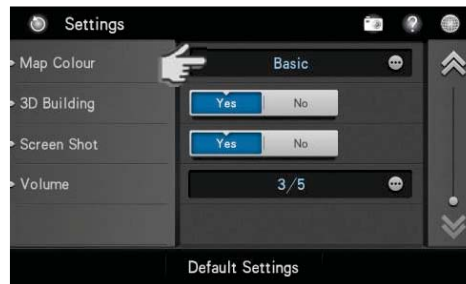 Settings
?
Map Colour Basic
3D Building Yes No
Screen Shot Yes No
Volume 3/5
Default Settings